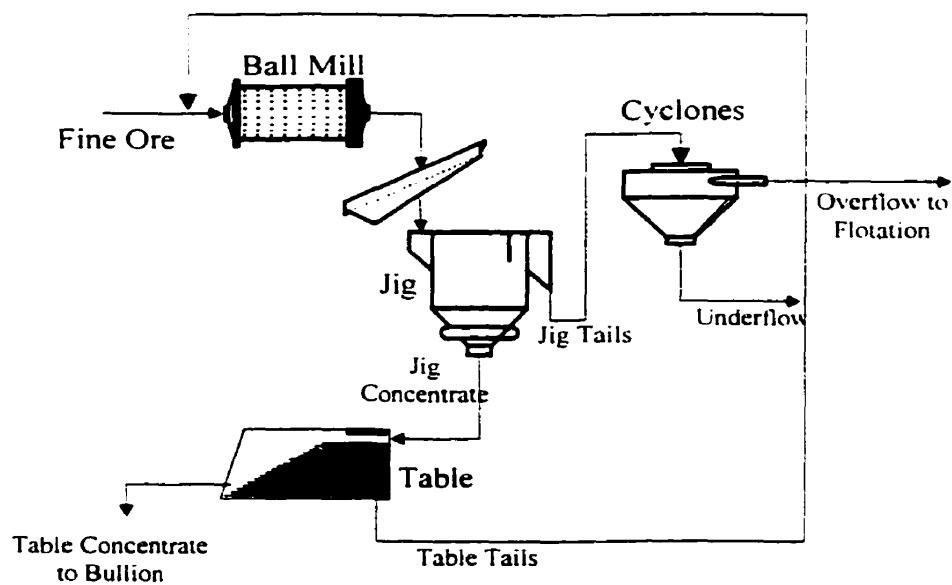 Ball Mill
Fine Ore
Cyclones
Overflow to
Flotation
Jig
Underflow
Jig Tails
Jig
Concentrate
Table
Table Concentrate
to Bullion
Table Tails